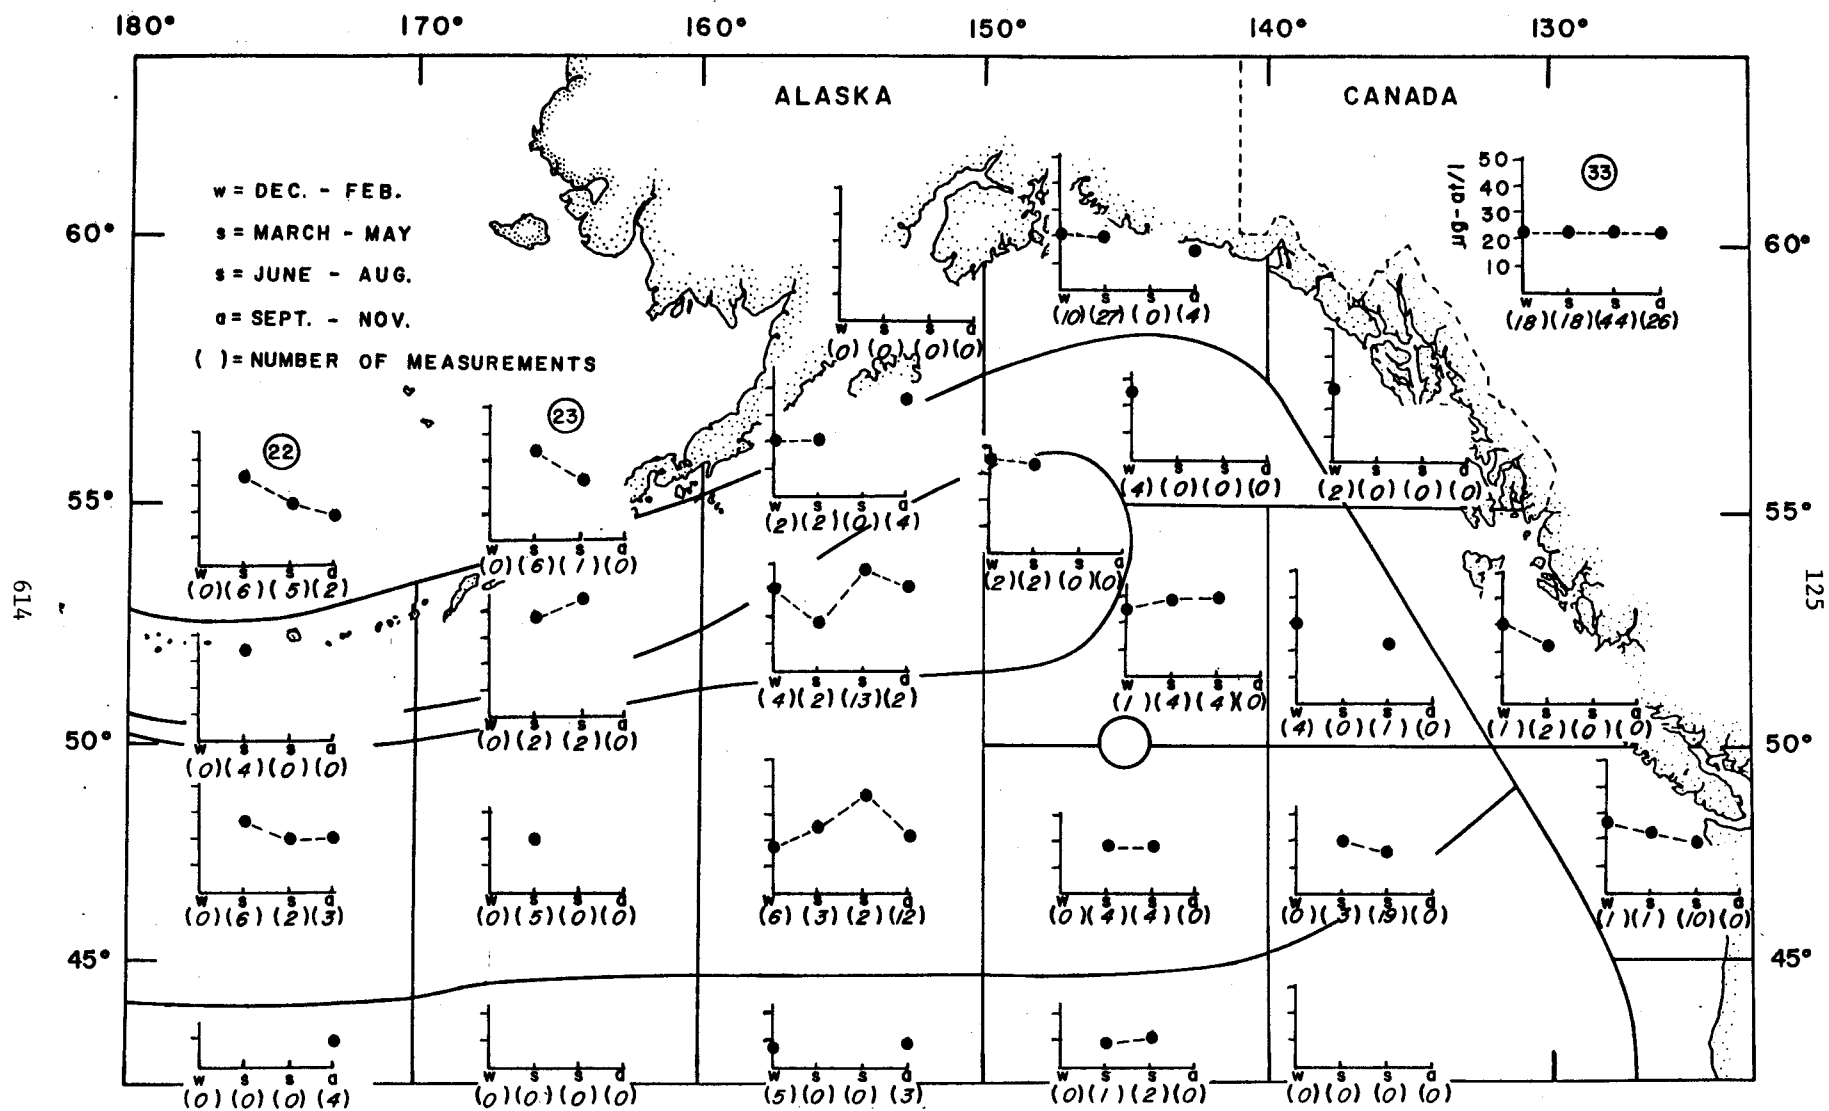 180° 170° 160° 150° 140° 130°
ALASKA CANADA
w = DEC. - FEB.
s = MARCH - MAY
s = JUNE - AUG.
a = SEPT. - NOV.
( ) = NUMBER OF MEASUREMENTS
60° 60°
µg-at/l
50
40
30
20
10
33
w s s a
(18)(18)(44)(26)
w s s a
(10)(27)(0)(4)
w s s a
(0)(0)(0)(0)
S
22
23
w s s a
(4)(0)(0)(0)
w s s a
(2)(0)(0)(0)
55° 55°
w s s a
(2)(2)(0)(4)
w s s a
(0)(6)(1)(0)
w s s a
(0)(6)(5)(2)
w s s a
(2)(2)(0)(0)
614
125
w s s a
(4)(2)(13)(2)
w s s a
(1)(4)(4)(0)
w s s a
(4)(0)(1)(0)
w s s a
(1)(2)(0)(0)
w s s a
(0)(2)(2)(0)
50° 50°
w s s a
(0)(4)(0)(0)
w s s a
(0)(6)(2)(3)
w s s a
(0)(5)(0)(0)
w s s a
(6)(3)(2)(12)
w s s a
(0)(4)(4)(0)
w s s a
(0)(3)(19)(0)
w s s a
(1)(1)(10)(0)
45° 45°
w s s a
(0)(0)(0)(4)
w s s a
(0)(0)(0)(0)
w s s a
(5)(0)(0)(3)
w s s a
(0)(1)(2)(0)
w s s a
(0)(0)(0)(0)